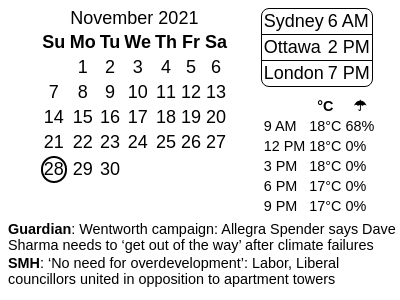 November 2021
Su Mo Tu We Th Fr Sa
1 2 3 4 5 6
7 8 9 10 11 12 13
14 15 16 17 18 19 20
21 22 23 24 25 26 27
28 29 30
Sydney 6 AM
Ottawa 2 PM
London 7 PM
°C ☂
9 AM 18°C 68%
12 PM 18°C 0%
3 PM 18°C 0%
6 PM 17°C 0%
9 PM 17°C 0%
Guardian: Wentworth campaign: Allegra Spender says Dave
Sharma needs to ‘get out of the way’ after climate failures
SMH: ‘No need for overdevelopment’: Labor, Liberal
councillors united in opposition to apartment towers